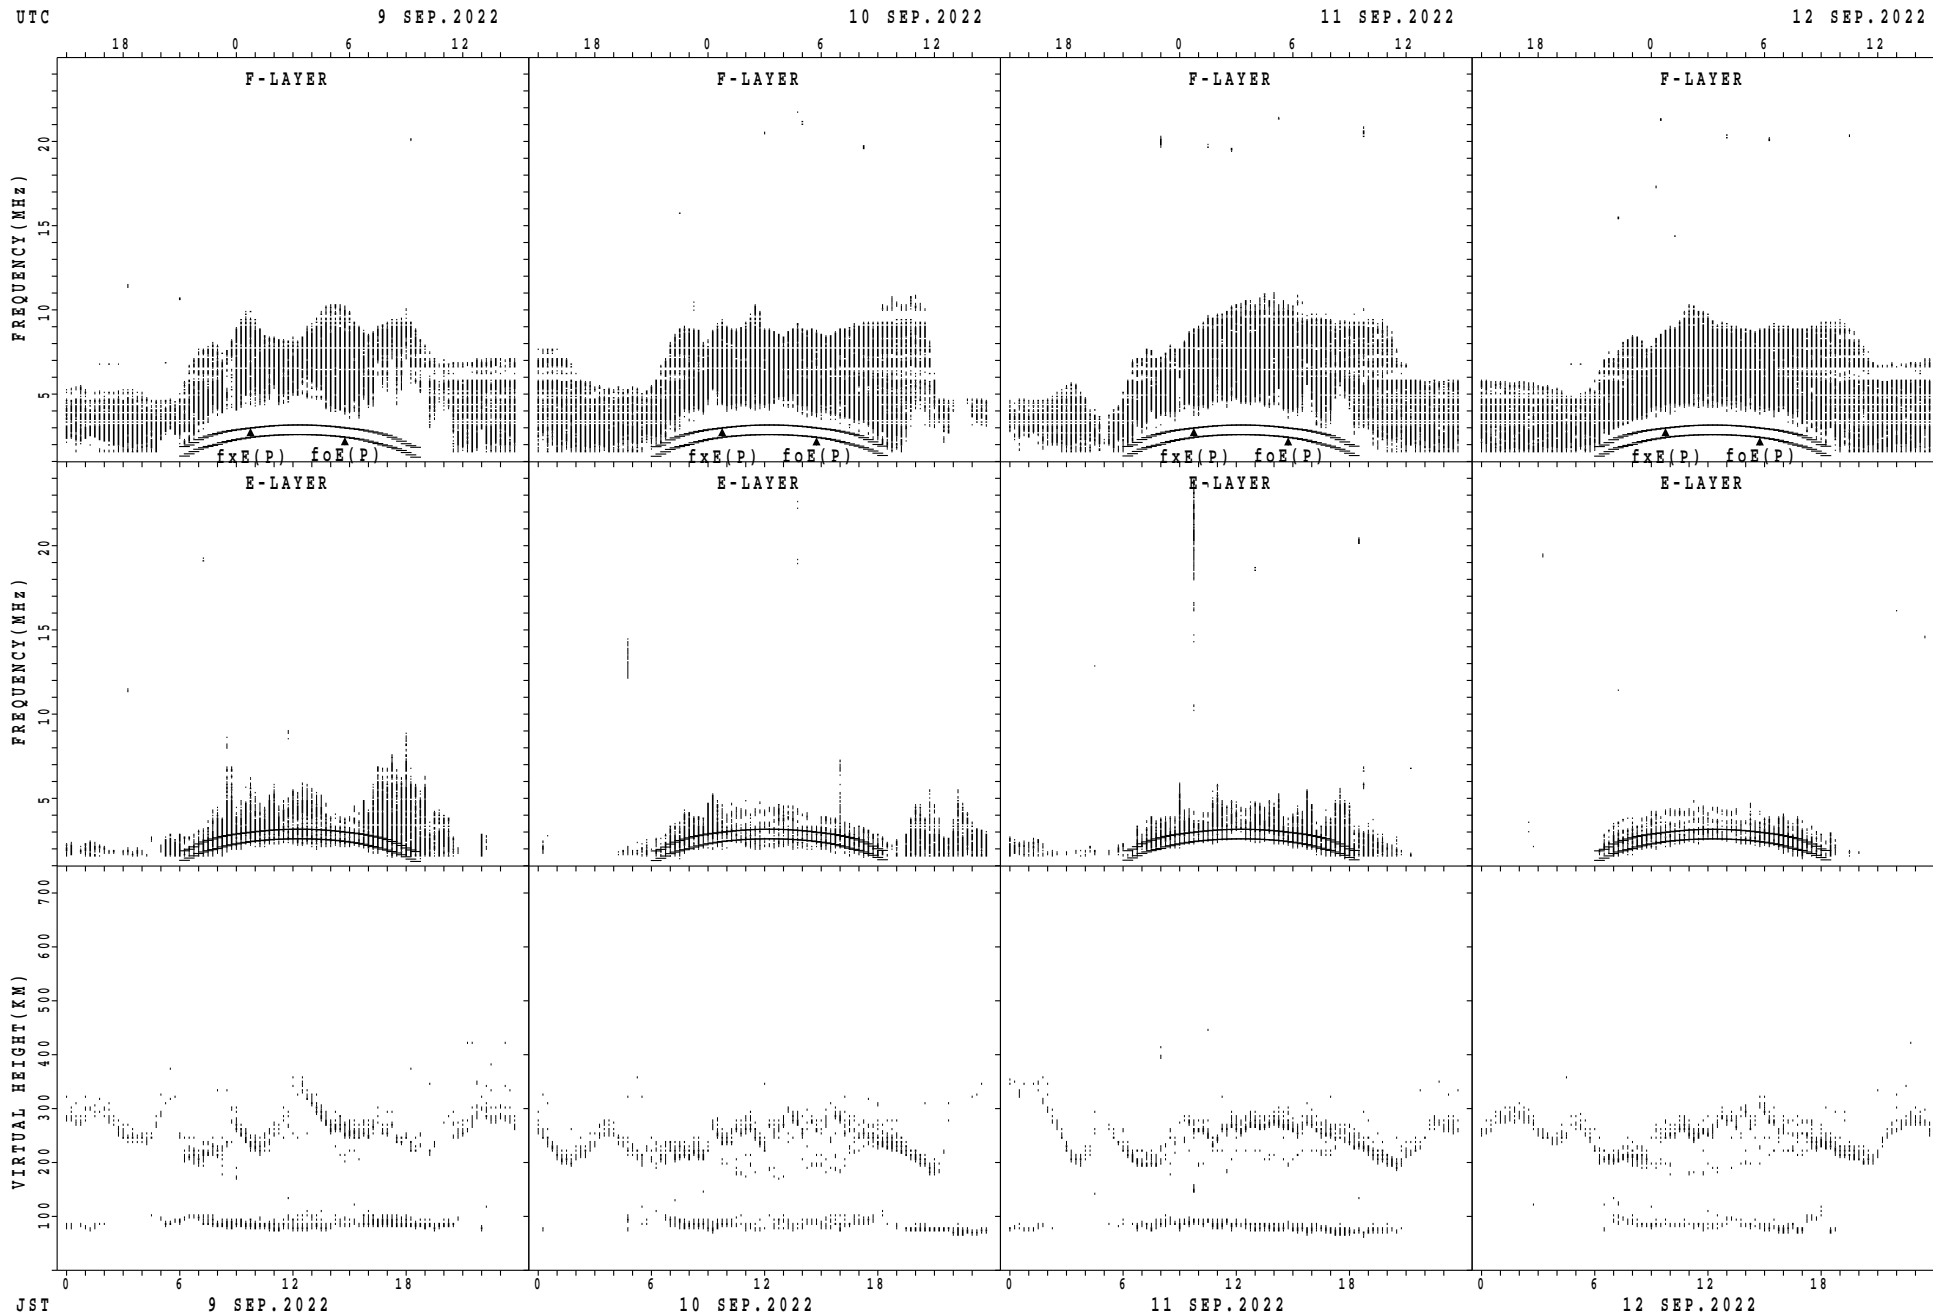 UTC 9 SEP.2022 10 SEP.2022 11 SEP.2022 12 SEP.2022
18 0 6 12 18 0 6 12 18 0 6 12 18 0 6 12
F-LAYER F-LAYER F-LAYER F-LAYER
FREQUENCY(MHz)
20
15
10
5
fxE(P) foE(P) fxE(P) foE(P) fxE(P) foE(P) fxE(P) foE(P)
E-LAYER E-LAYER E-LAYER E-LAYER
FREQUENCY(MHz)
20
15
10
5
VIRTUAL HEIGHT(KM)
700
600
500
400
300
200
100
0 6 12 18 0 6 12 18 0 6 12 18 0 6 12 18
JST 9 SEP.2022 10 SEP.2022 11 SEP.2022 12 SEP.2022